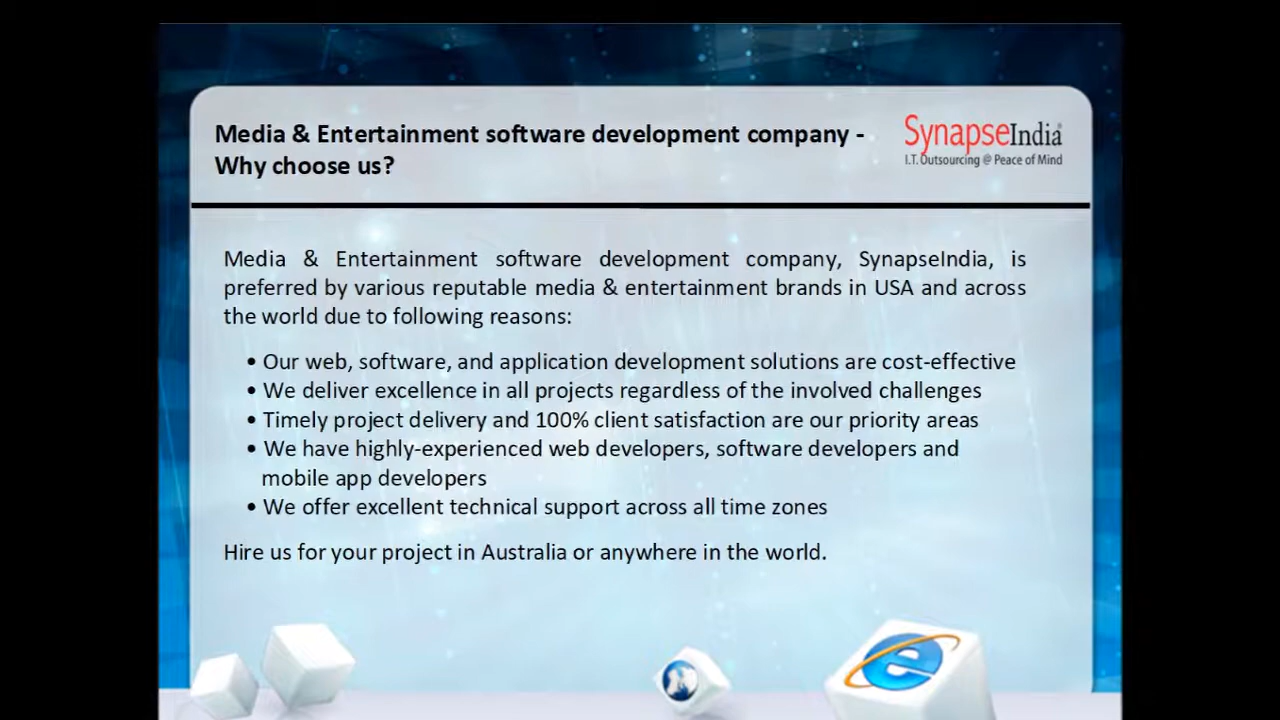 Media & Entertainment software development company -
Why choose us?
SynapseIndia
I.T. Outsourcing @ Peace of Mind
Media & Entertainment software development company, SynapseIndia, is
preferred by various reputable media & entertainment brands in USA and across
the world due to following reasons:
• Our web, software, and application development solutions are cost-effective
• We deliver excellence in all projects regardless of the involved challenges
• Timely project delivery and 100% client satisfaction are our priority areas
• We have highly-experienced web developers, software developers and
mobile app developers
• We offer excellent technical support across all time zones
Hire us for your project in Australia or anywhere in the world.